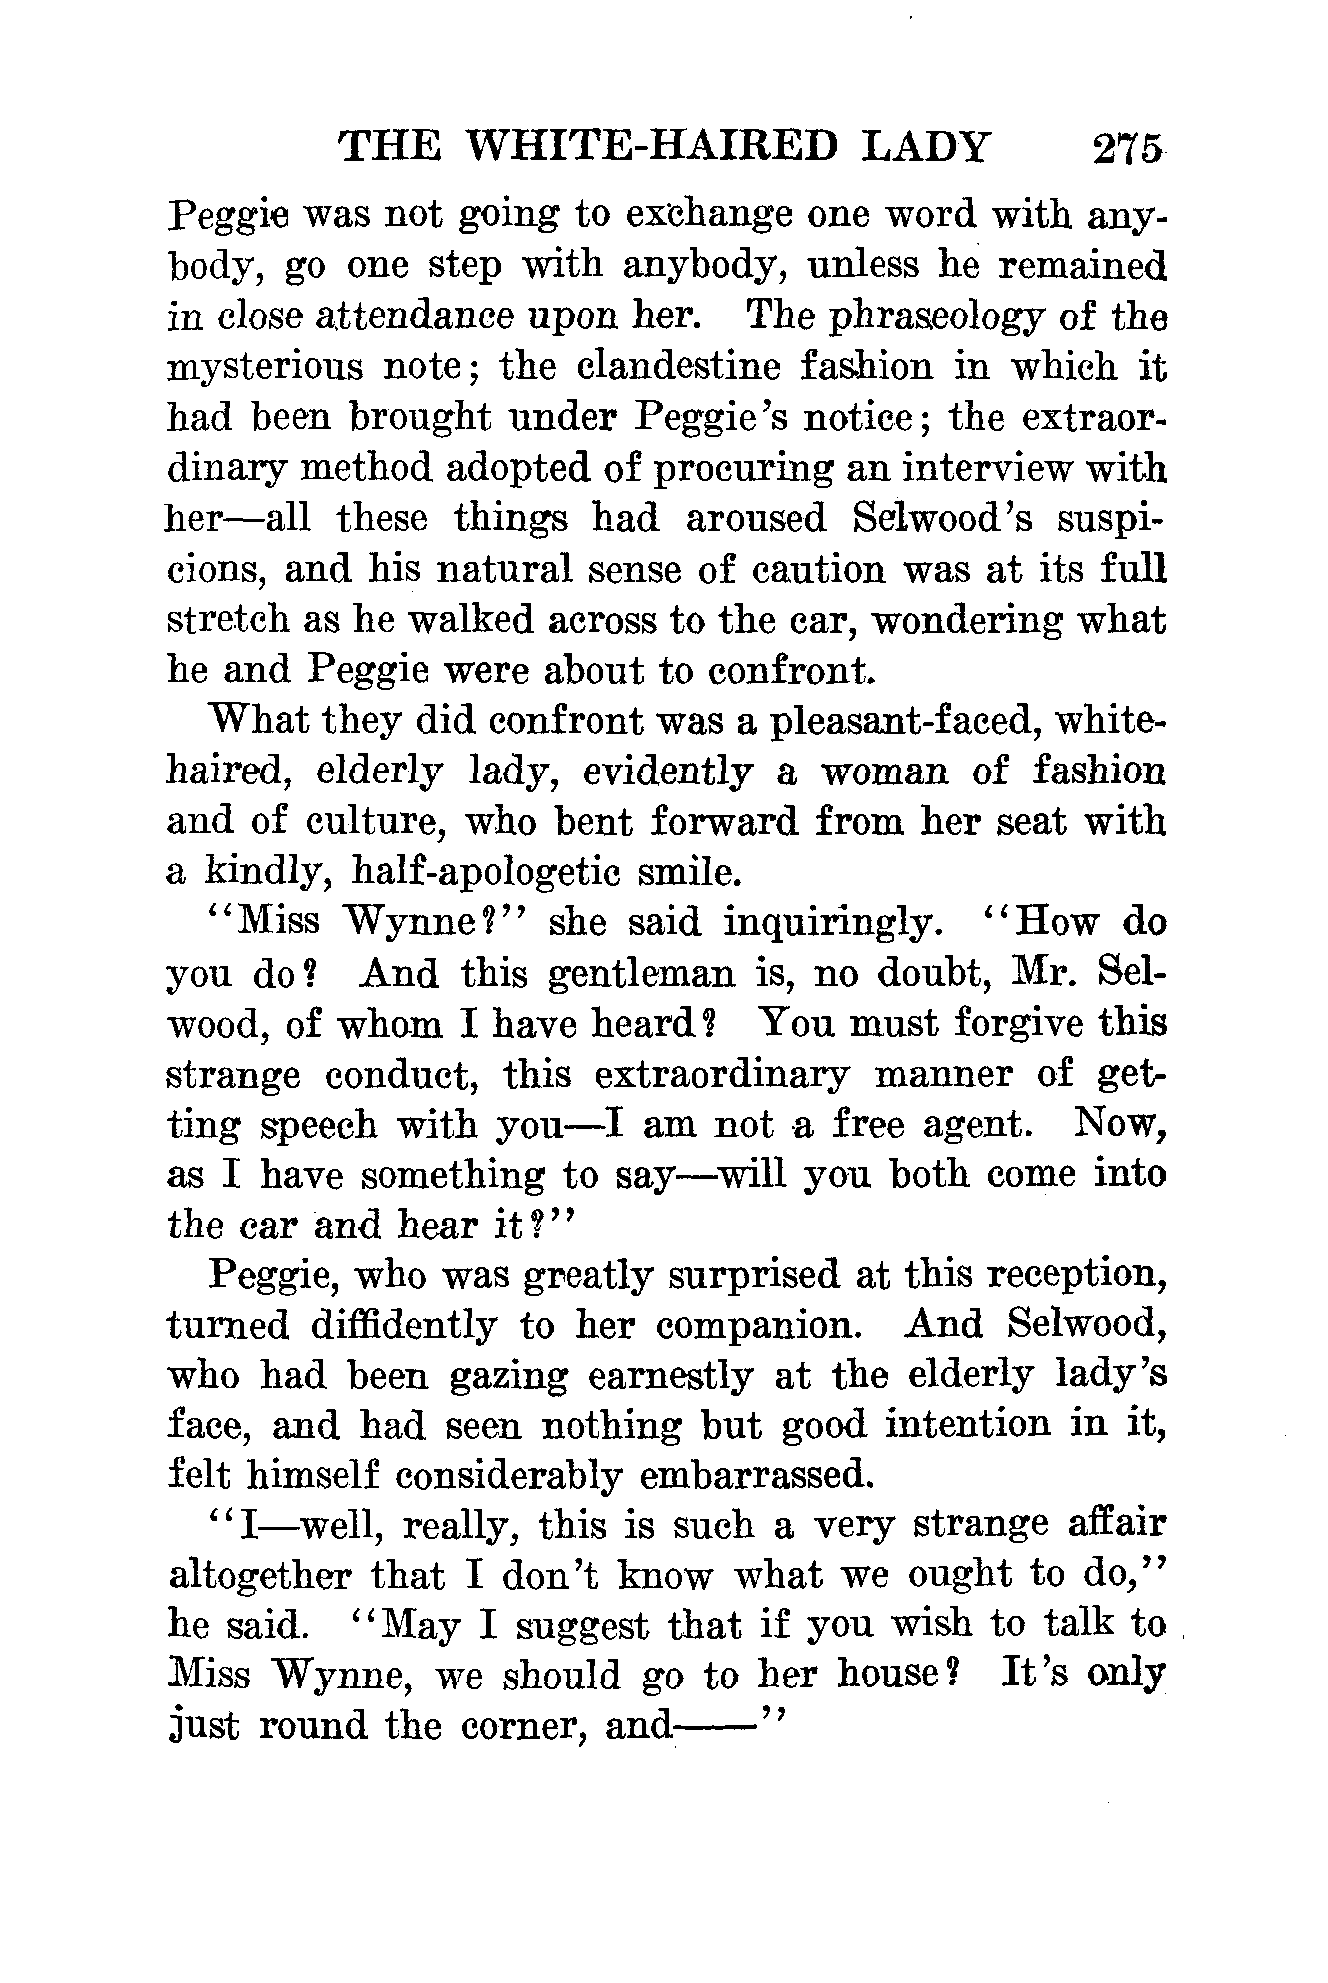 THE WHITE-HAIRED LADY 275
Peggie was not going to exchange one word with any-
body, go one step with anybody, unless he remained
in close attendance upon her. The phraseology of the
mysterious note; the clandestine fashion in which it
had been brought under Peggie's notice; the extraor-
dinary method adopted of procuring an interview with
her—all these things had aroused Selwood's suspi-
cions, and his natural sense of caution was at its full
stretch as he walked across to the car, wondering what
he and Peggie were about to confront.
What they did confront was a pleasant-faced, white-
haired, elderly lady, evidently a woman of fashion
and of culture, who bent forward from her seat with
a kindly, half-apologetic smile.
"Miss Wynne?" she said inquiringly. "How do
you do? And this gentleman is, no doubt, Mr. Sel-
wood, of whom I have heard? You must forgive this
strange conduct, this extraordinary manner of get-
ting speech with you—I am not a free agent. Now,
as I have something to say—will you both come into
the car and hear it?"
Peggie, who was greatly surprised at this reception,
turned diffidently to her companion. And Selwood,
who had been gazing earnestly at the elderly lady's
face, and had seen nothing but good intention in it,
felt himself considerably embarrassed.
"I—well, really, this is such a very strange affair
altogether that I don't know what we ought to do,"
he said. "May I suggest that if you wish to talk to
Miss Wynne, we should go to her house? It's only
just round the corner, and——"